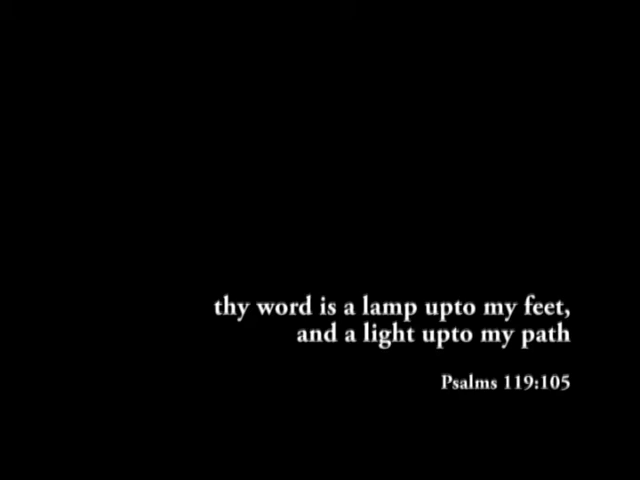 thy word is a lamp upto my feet,
and a light upto my path
Psalms 119:105